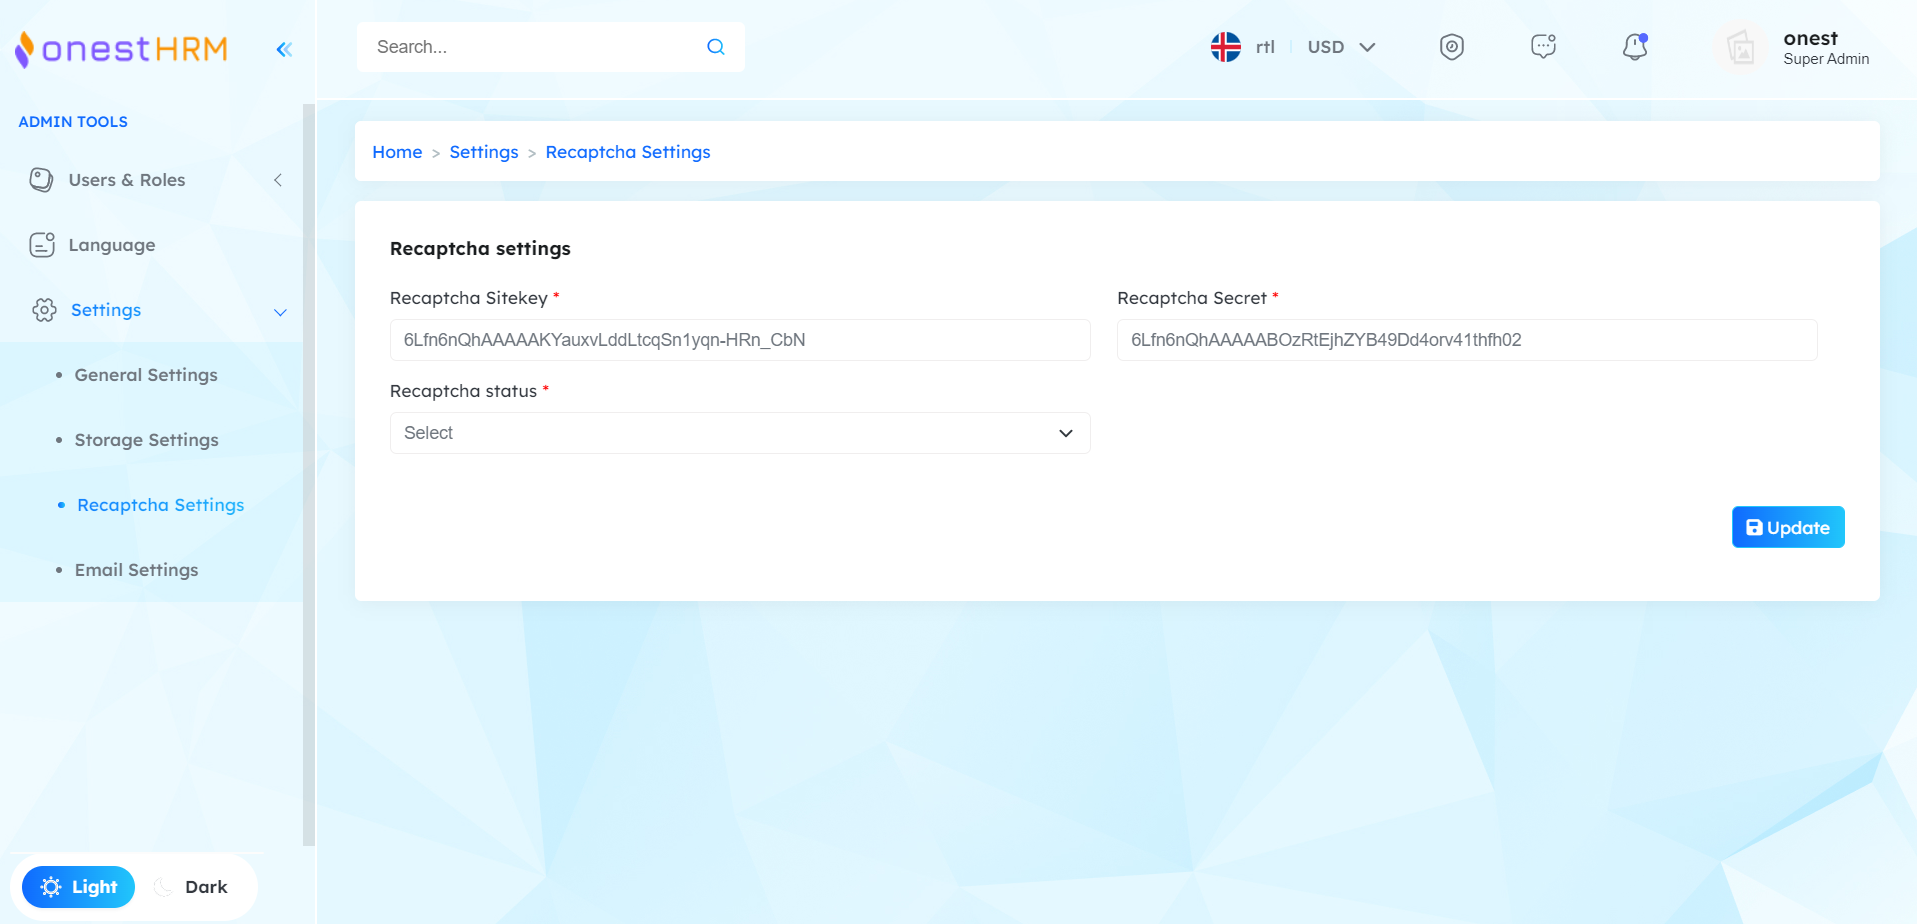 onestHRM
Search...
rtl
USD
onest
Super Admin
ADMIN TOOLS
Users & Roles
Language
Settings
General Settings
Storage Settings
Recaptcha Settings
Email Settings
Light
Dark
Home > Settings > Recaptcha Settings
Recaptcha settings
Recaptcha Sitekey *
6Lfn6nQhAAAAAKYauxvLddLtcqSn1yqn-HRn_CbN
Recaptcha Secret *
6Lfn6nQhAAAAABOzRtEjhZYB49Dd4orv41thfh02
Recaptcha status *
Select
Update